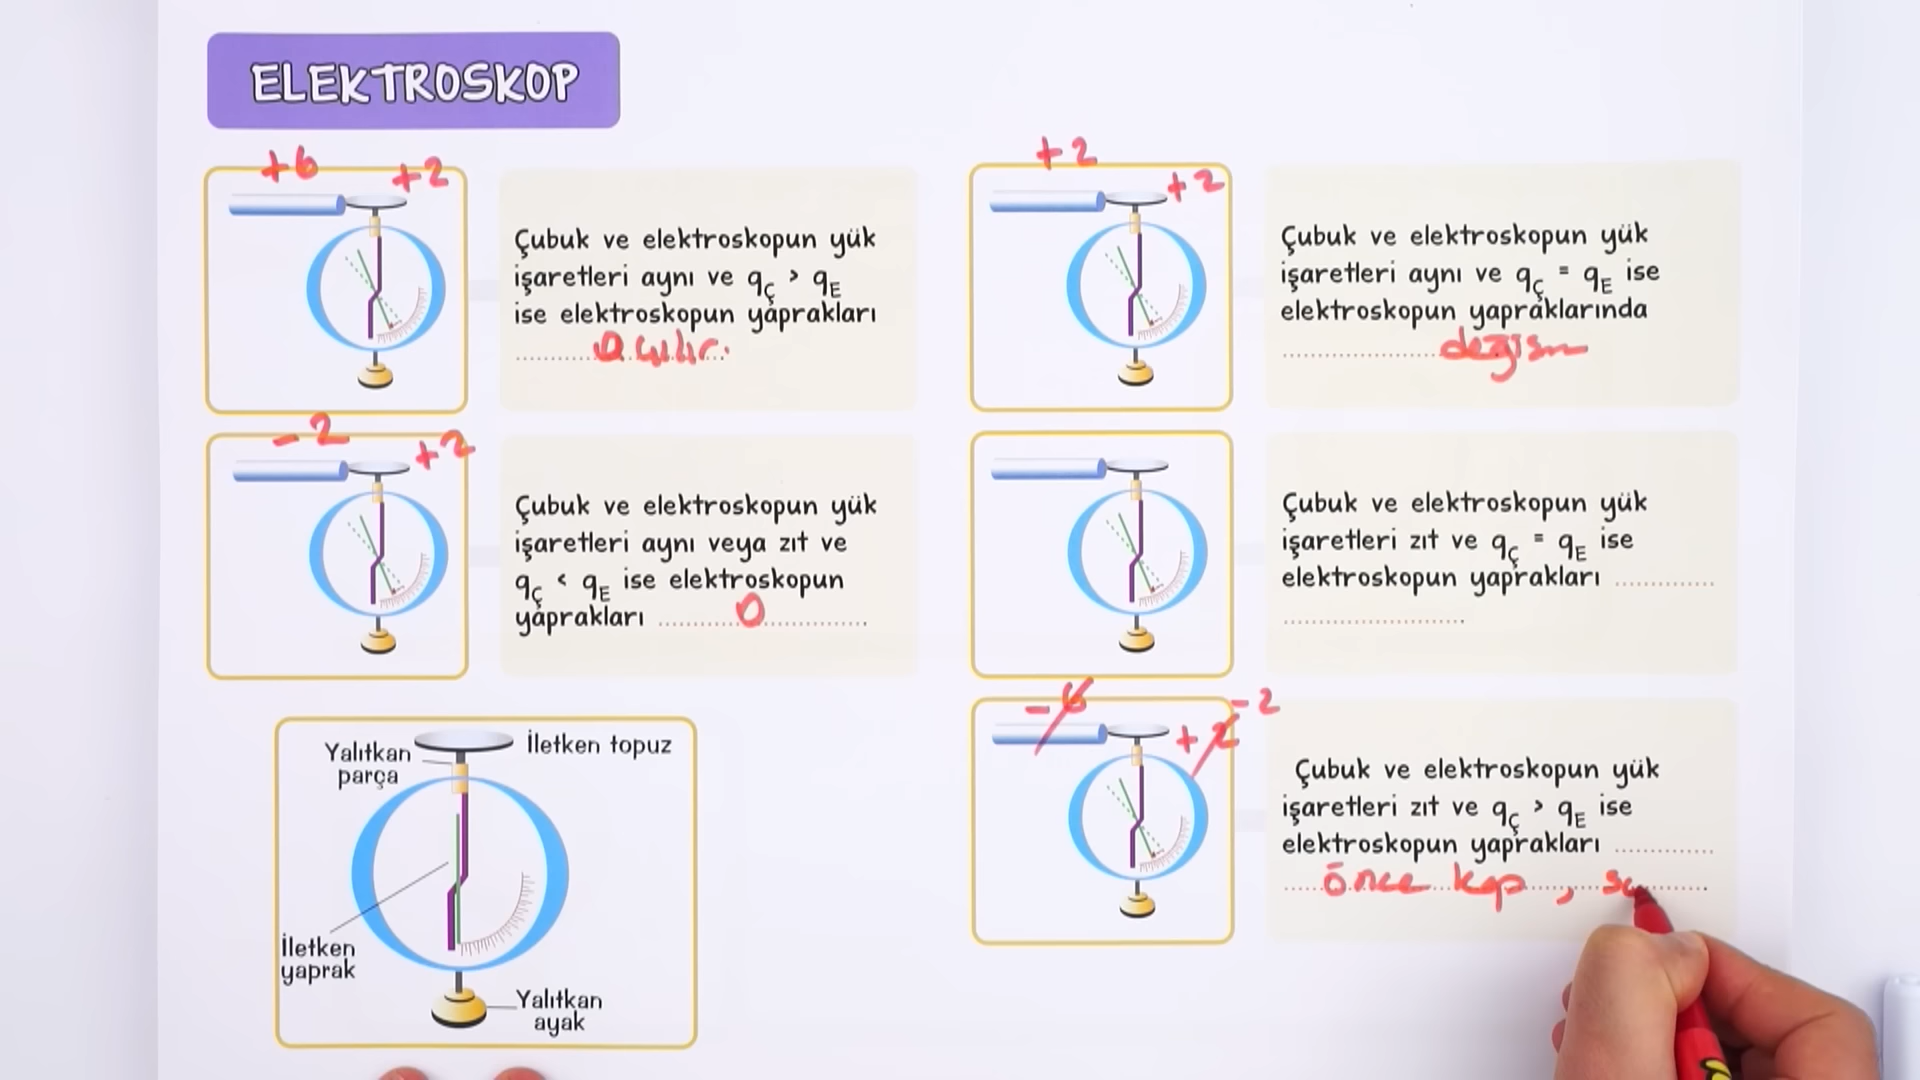 ELEKTROSKOP
+6
+2
Çubuk ve elektroskopun yük
işaretleri aynı ve qÇ > qE
ise elektroskopun yaprakları
açılır.
+2
+2
Çubuk ve elektroskopun yük
işaretleri aynı ve qÇ = qE ise
elektroskopun yapraklarında
-2
+2
Çubuk ve elektroskopun yük
işaretleri aynı veya zıt ve
qÇ < qE ise elektroskopun
yaprakları .................... .
Çubuk ve elektroskopun yük
işaretleri zıt ve qÇ = qE ise
elektroskopun yaprakları ............
.................... .
-6
+2
-2
Çubuk ve elektroskopun yük
işaretleri zıt ve qÇ > qE ise
elektroskopun yaprakları ............
önce kap ,
Yalıtkan
parça
İletken topuz
İletken
yaprak
Yalıtkan
ayak